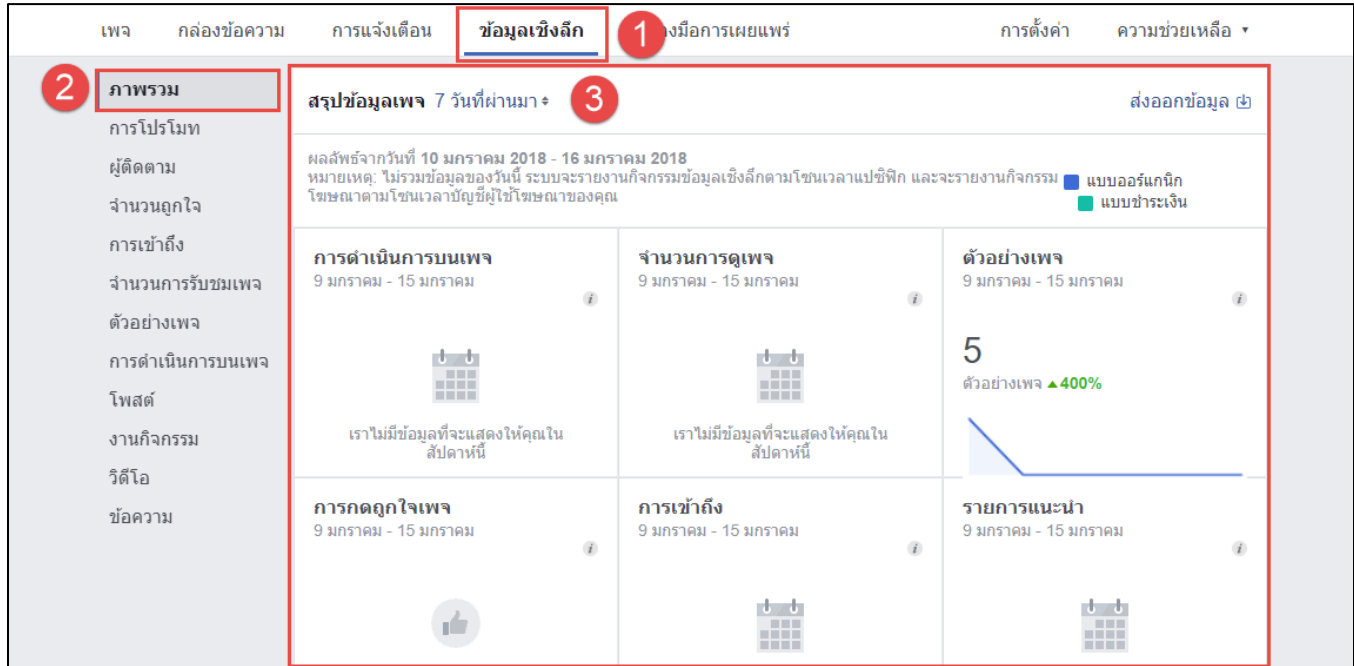 เพจ กล่องข้อความ การแจ้งเตือน ข้อมูลเชิงลึก 1 งมือการเผยแพร่ การตั้งค่า ความช่วยเหลือ
2 ภาพรวม
การโปรโมท
ผู้ติดตาม
จำนวนถูกใจ
การเข้าถึง
จำนวนการรับชมเพจ
ตัวอย่างเพจ
การดำเนินการบนเพจ
โพสต์
งานกิจกรรม
วิดีโอ
ข้อความ
สรุปข้อมูลเพจ 7 วันที่ผ่านมา 3 ส่งออกข้อมูล
ผลลัพธ์จากวันที่ 10 มกราคม 2018 - 16 มกราคม 2018
หมายเหตุ: ไม่รวมข้อมูลของวันนี้ ระบบจะรายงานกิจกรรมข้อมูลเชิงลึกตามโซนเวลาแปซิฟิก และจะรายงานกิจกรรม
โฆษณาตามโซนเวลาบัญชีผู้ใช้โฆษณาของคุณ
แบบออร์แกนิก
แบบชำระเงิน
การดำเนินการบนเพจ
9 มกราคม - 15 มกราคม
i
เราไม่มีข้อมูลที่จะแสดงให้คุณใน
สัปดาห์นี้
จำนวนการดูเพจ
9 มกราคม - 15 มกราคม
i
เราไม่มีข้อมูลที่จะแสดงให้คุณใน
สัปดาห์นี้
ตัวอย่างเพจ
9 มกราคม - 15 มกราคม
i
5
ตัวอย่างเพจ ▲400%
การกดถูกใจเพจ
9 มกราคม - 15 มกราคม
i
การเข้าถึง
9 มกราคม - 15 มกราคม
i
รายการแนะนำ
9 มกราคม - 15 มกราคม
i